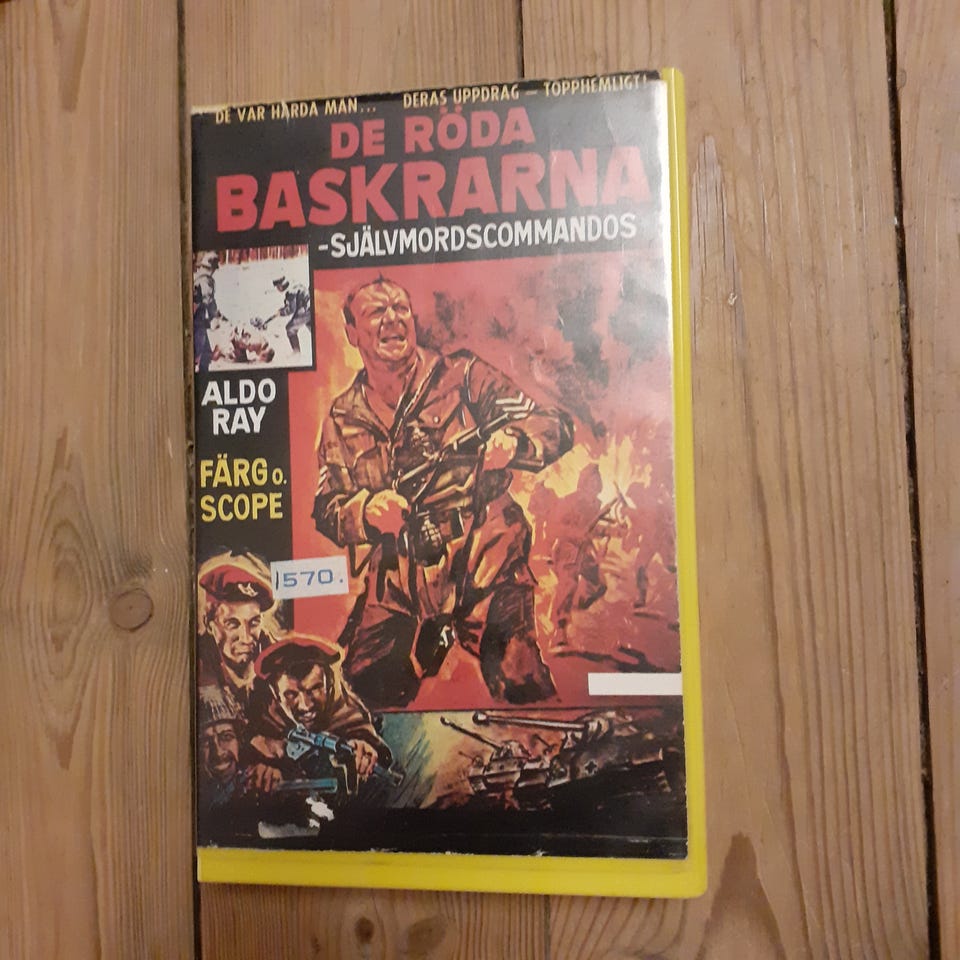 DE VAR HÅRDA MÄN... DERAS UPPDRAG - TOPPHEMLIGT!
DE RÖDA
BASKRARNA
-SJÄLVMORDSCOMMANDOS
ALDO
RAY
FÄRG o.
SCOPE
1570.